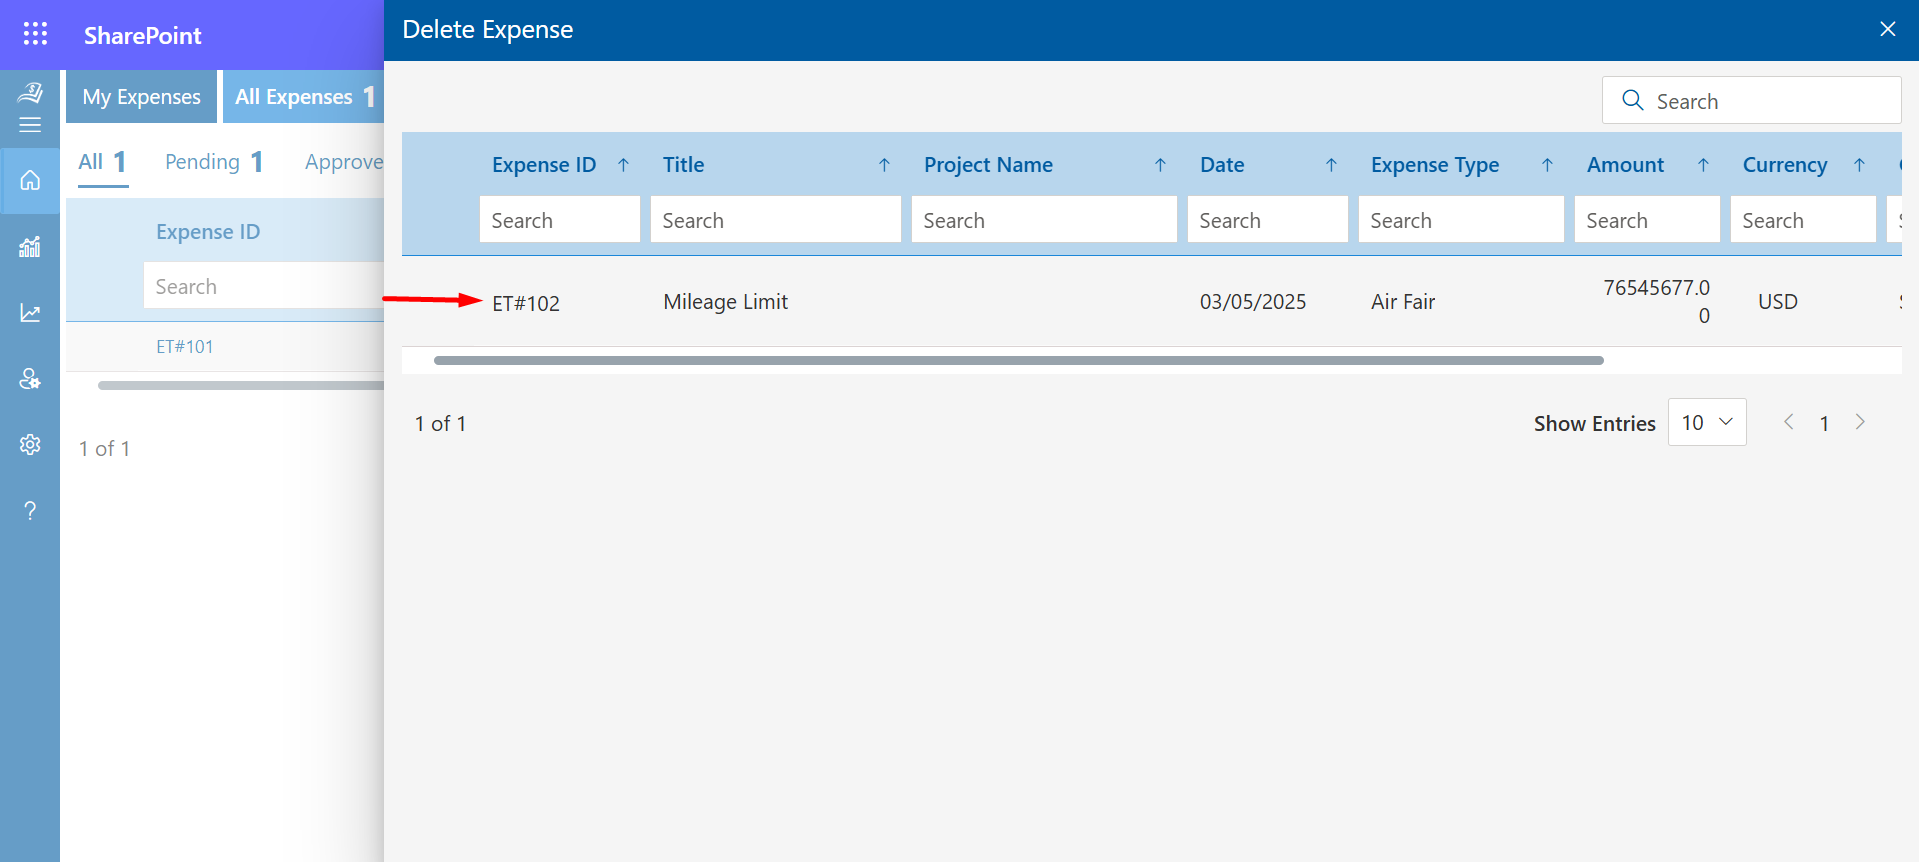 SharePoint
Delete Expense
My Expenses
All Expenses 1
All 1
Pending 1
Approve
Expense ID
Search
ET#101
1 of 1
Search
Expense ID
Title
Project Name
Date
Expense Type
Amount
Currency
Search
Search
Search
Search
Search
Search
Search
ET#102
Mileage Limit
03/05/2025
Air Fair
76545677.0
0
USD
1 of 1
Show Entries
10
1
?